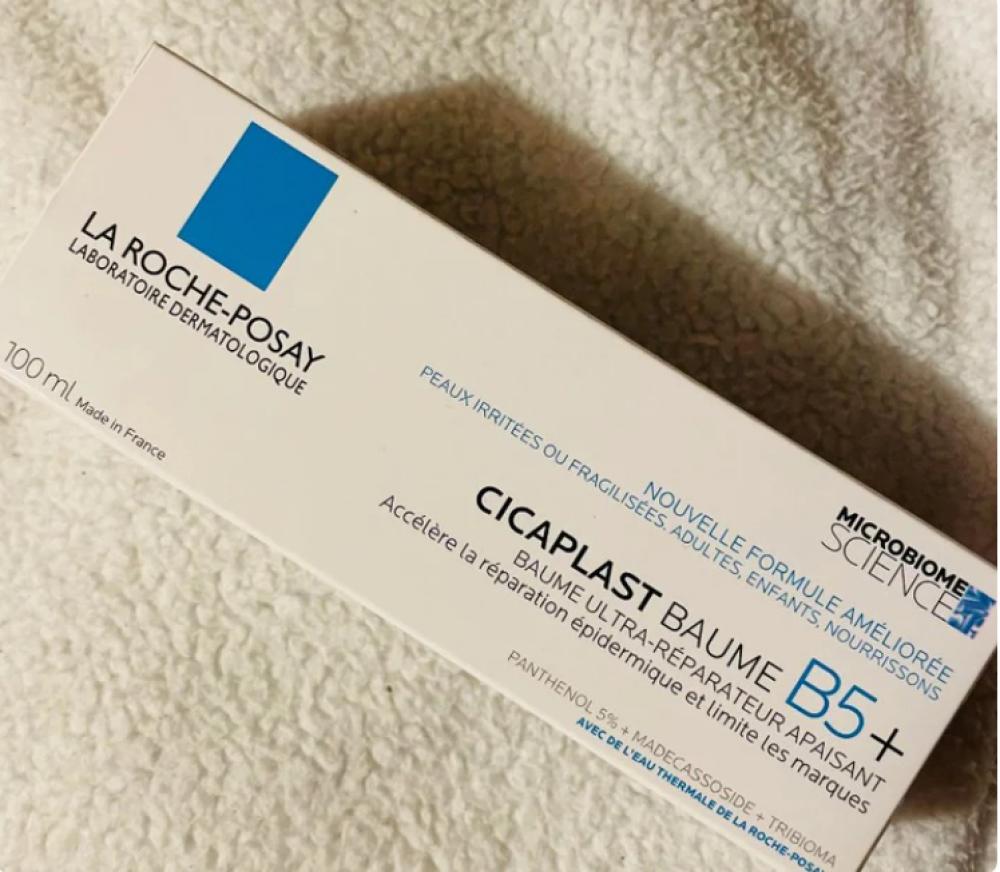 LA ROCHE-POSAY
LABORATOIRE DERMATOLOGIQUE
100 ml Made in France
MICROBIOME
SCIENCE
NOUVELLE FORMULE AMÉLIORÉE
PEAUX IRRITÉES OU FRAGILISÉES. ADULTES, ENFANTS, NOURRISSONS
CICAPLAST BAUME B5+
BAUME ULTRA-RÉPARATEUR APAISANT
Accélère la réparation épidermique et limite les marques
PANTHENOL 5% + MADECASSOSIDE + TRIBIOMA
AVEC DE L'EAU THERMALE DE LA ROCHE-POSAY